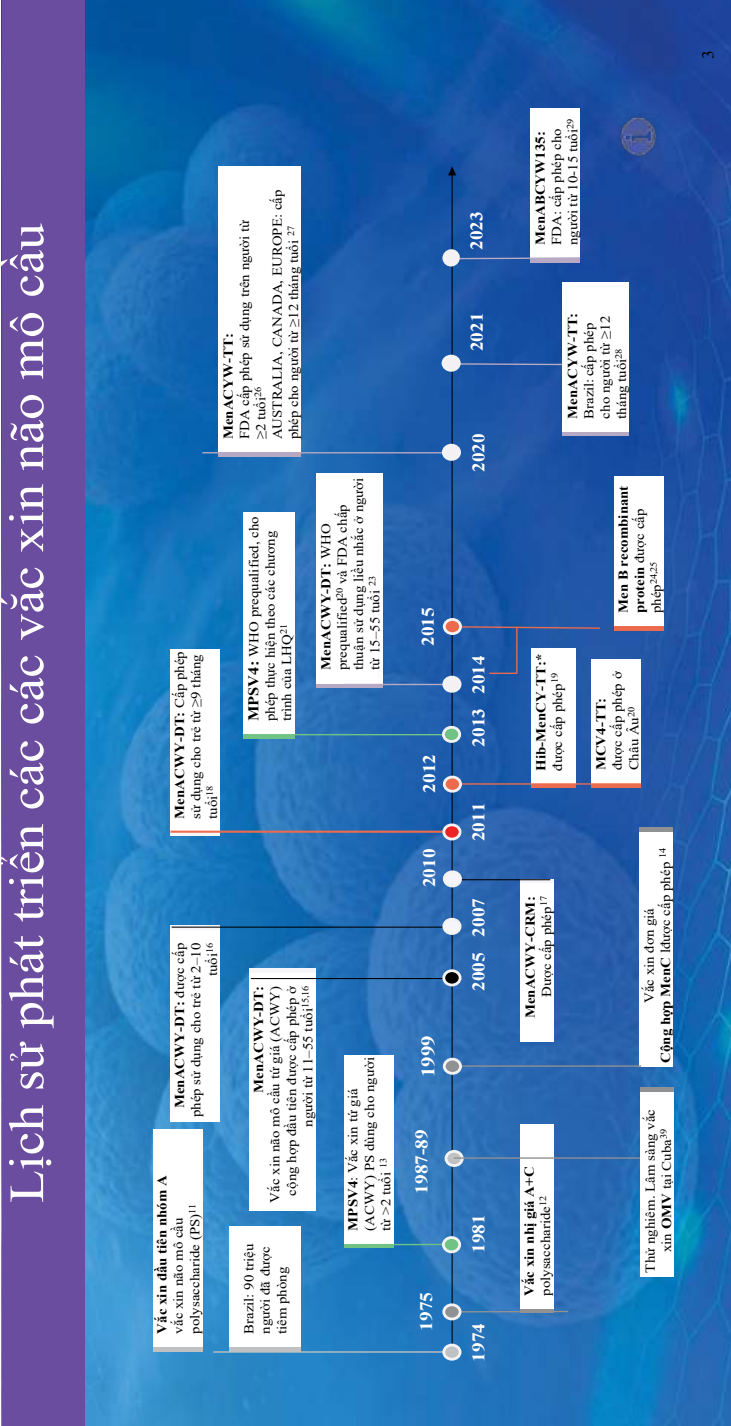 Lịch sử phát triển các các vắc xin não mô cầu
Vắc xin đầu tiên nhóm A
vắc xin não mô cầu
polysaccharide (PS)11
Brazil: 90 triệu
người đã được
tiêm phòng
MPSV4: Vắc xin tứ giá
(ACWY) PS dùng cho người
từ >2 tuổi 13
MenACWY-DT: được cấp
phép sử dụng cho trẻ từ 2–10
tuổi16
MenACWY-DT:
Vắc xin não mô cầu tứ giá (ACWY)
cộng hợp đầu tiên được cấp phép ở
người từ 11–55 tuổi15,16
MenACWY-DT: Cấp phép
sử dụng cho trẻ từ ≥9 tháng
tuổi18
MPSV4: WHO prequalified, cho
phép thực hiện theo các chương
trình của LHQ21
MenACWY-DT: WHO
prequalified20 và FDA chấp
thuận sử dụng liều nhắc ở người
từ 15–55 tuổi 23
MenACYW-TT:
FDA cấp phép sử dụng trên người từ
≥2 tuổi26
AUSTRALIA, CANADA, EUROPE: cấp
phép cho người từ ≥12 tháng tuổi 27
1974
1975
1981
1987-89
1999
2005
2007
2010
2011
2012
2013
2014
2015
2020
2021
2023
Vắc xin nhị giá A+C
polysaccharide12
Thử nghiệm. Lâm sàng vắc
xin OMV tại Cuba39
Vắc xin đơn giá
Cộng hợp MenC lđược cấp phép 14
MenACWY-CRM:
Được cấp phép17
Hib-MenCY-TT:*
được cấp phép19
MCV4-TT:
được cấp phép ở
Châu Âu20
Men B recombinant
protein được cấp
phép24,25
MenACYW-TT:
Brazil: cấp phép
cho người từ ≥12
tháng tuổi28
MenABCYW135:
FDA: cấp phép cho
người từ 10-15 tuổi29
i
3